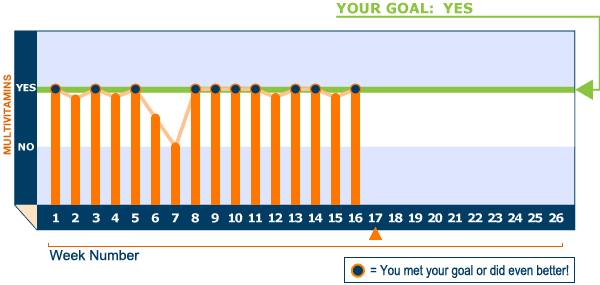 YOUR GOAL: YES
MULTIVITAMINS
YES
NO
1 2 3 4 5 6 7 8 9 10 11 12 13 14 15 16 17 18 19 20 21 22 23 24 25 26
Week Number
= You met your goal or did even better!